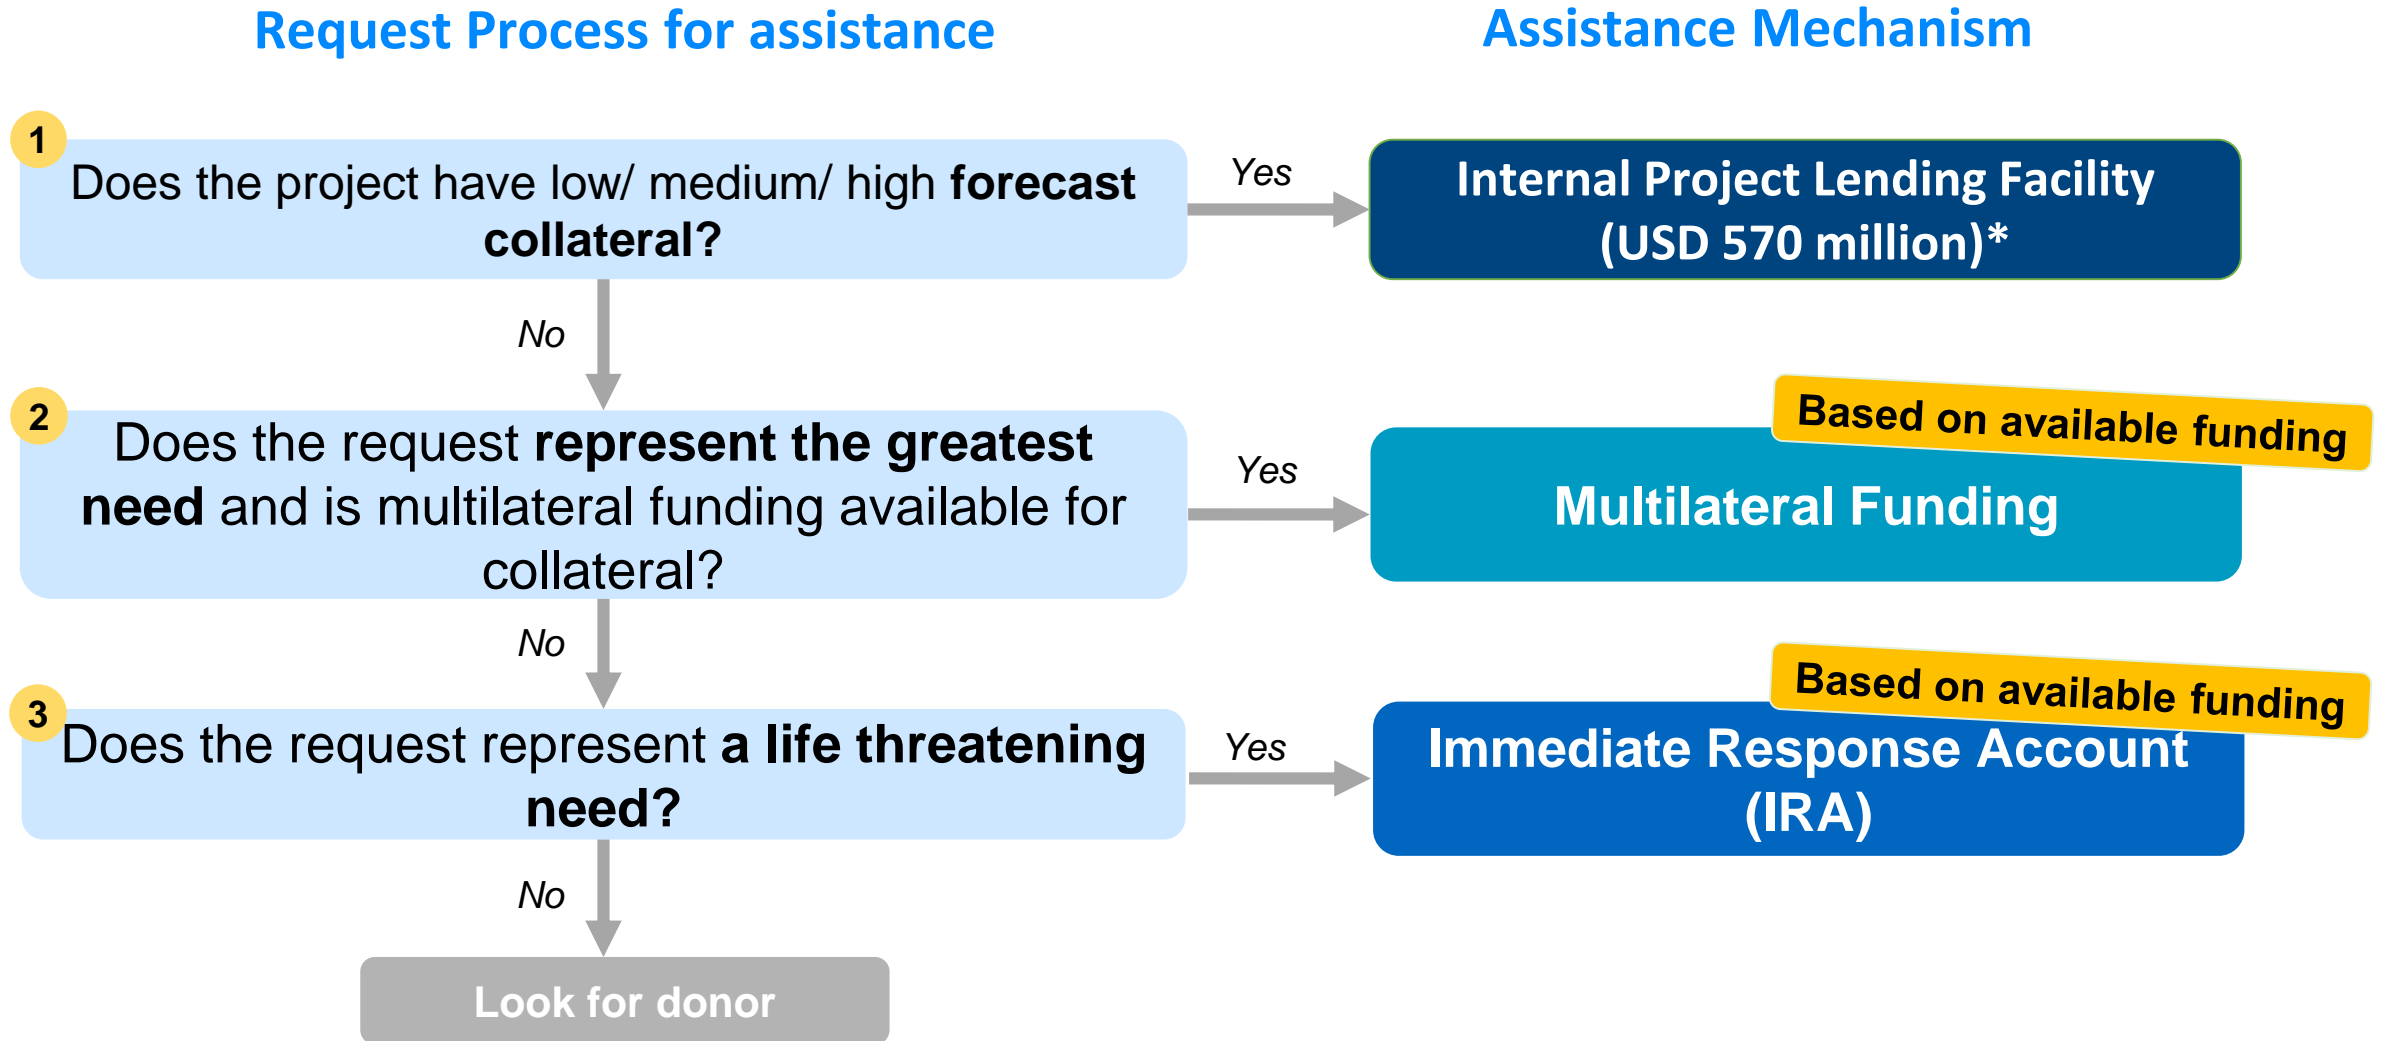 Request Process for assistance
Assistance Mechanism
1
Does the project have low/ medium/ high forecast
collateral?
Yes
Internal Project Lending Facility
(USD 570 million)*
No
2
Does the request represent the greatest
need and is multilateral funding available for
collateral?
Yes
Based on available funding
Multilateral Funding
No
3
Does the request represent a life threatening
need?
Yes
Based on available funding
Immediate Response Account
(IRA)
No
Look for donor